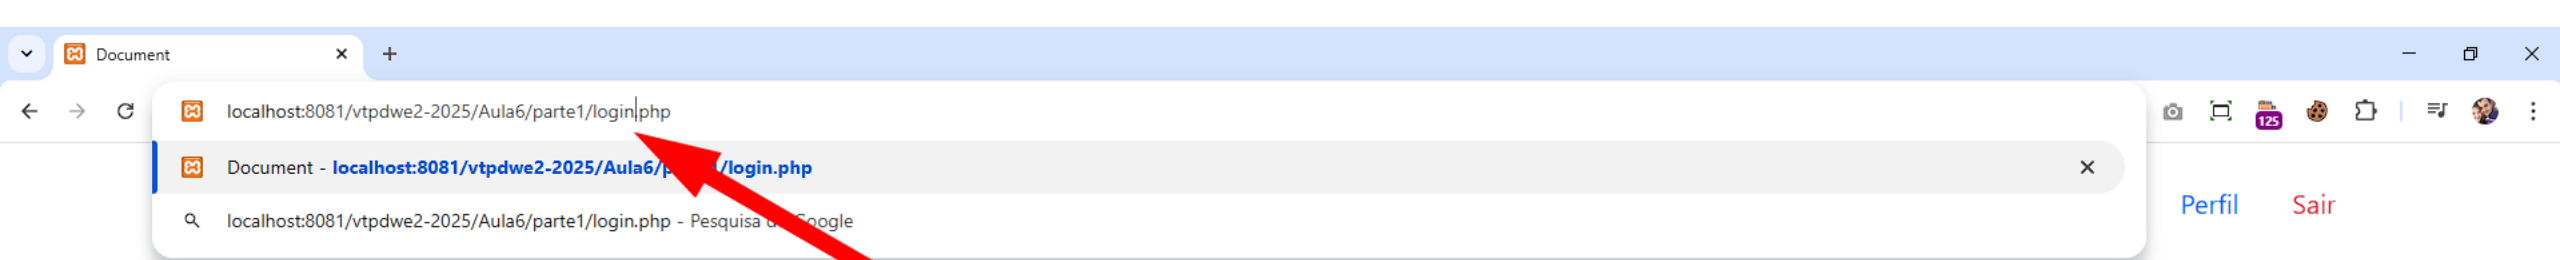 Document
localhost:8081/vtpdwe2-2025/Aula6/parte1/login.php
125
Document - localhost:8081/vtpdwe2-2025/Aula6/p /login.php
localhost:8081/vtpdwe2-2025/Aula6/parte1/login.php - Pesquisa Google
Perfil Sair